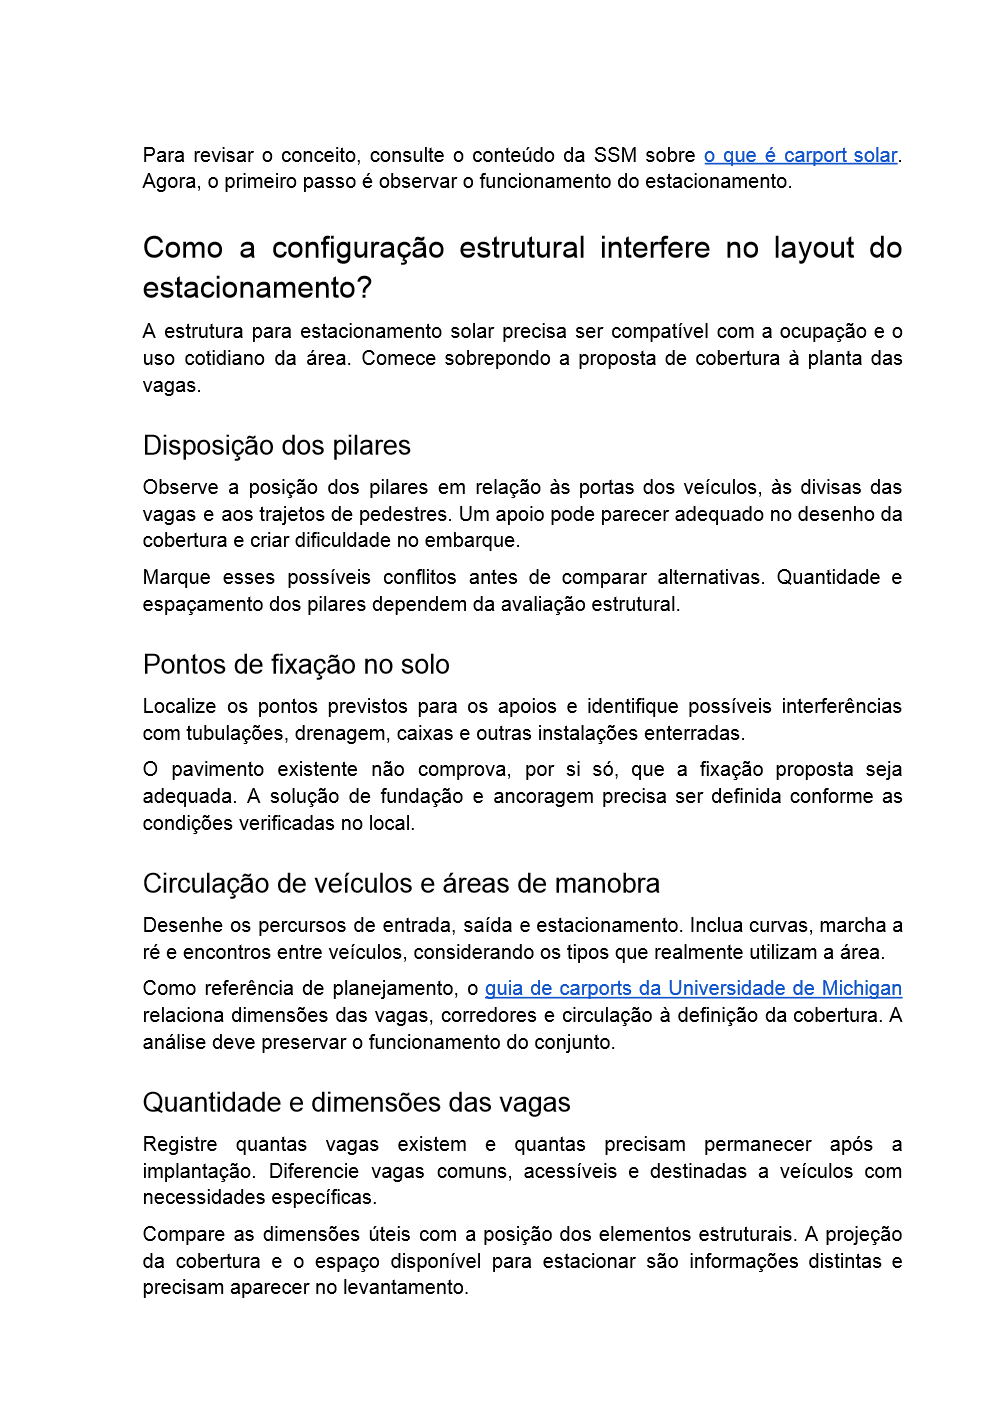 Para revisar o conceito, consulte o conteúdo da SSM sobre o que é carport solar.
Agora, o primeiro passo é observar o funcionamento do estacionamento.
Como a configuração estrutural interfere no layout do
estacionamento?
A estrutura para estacionamento solar precisa ser compatível com a ocupação e o
uso cotidiano da área. Comece sobrepondo a proposta de cobertura à planta das
vagas.
Disposição dos pilares
Observe a posição dos pilares em relação às portas dos veículos, às divisas das
vagas e aos trajetos de pedestres. Um apoio pode parecer adequado no desenho da
cobertura e criar dificuldade no embarque.
Marque esses possíveis conflitos antes de comparar alternativas. Quantidade e
espaçamento dos pilares dependem da avaliação estrutural.
Pontos de fixação no solo
Localize os pontos previstos para os apoios e identifique possíveis interferências
com tubulações, drenagem, caixas e outras instalações enterradas.
O pavimento existente não comprova, por si só, que a fixação proposta seja
adequada. A solução de fundação e ancoragem precisa ser definida conforme as
condições verificadas no local.
Circulação de veículos e áreas de manobra
Desenhe os percursos de entrada, saída e estacionamento. Inclua curvas, marcha a
ré e encontros entre veículos, considerando os tipos que realmente utilizam a área.
Como referência de planejamento, o guia de carports da Universidade de Michigan
relaciona dimensões das vagas, corredores e circulação à definição da cobertura. A
análise deve preservar o funcionamento do conjunto.
Quantidade e dimensões das vagas
Registre quantas vagas existem e quantas precisam permanecer após a
implantação. Diferencie vagas comuns, acessíveis e destinadas a veículos com
necessidades específicas.
Compare as dimensões úteis com a posição dos elementos estruturais. A projeção
da cobertura e o espaço disponível para estacionar são informações distintas e
precisam aparecer no levantamento.